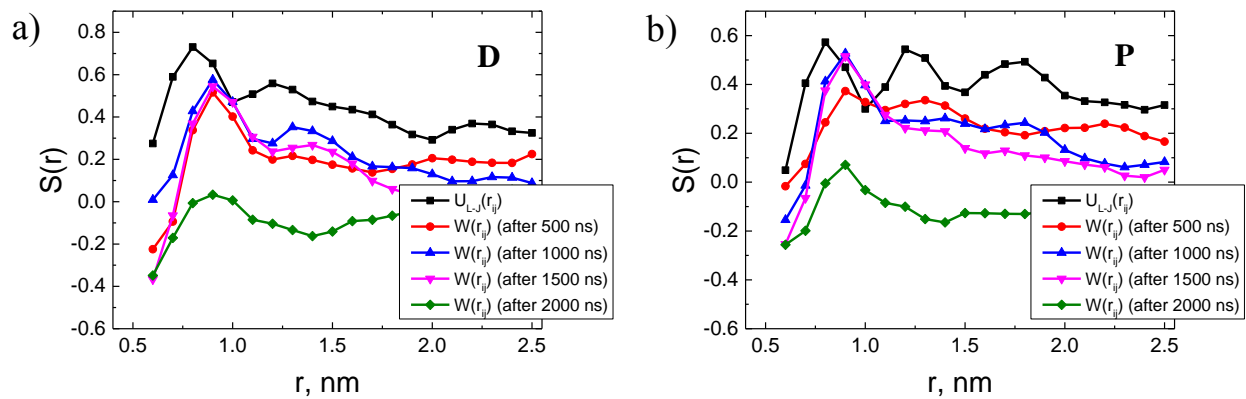 a)
D
S(r)
0.8
0.6
0.4
0.2
0.0
-0.2
-0.4
-0.6
0.5 1.0 1.5 2.0 2.5
r, nm
U_L-J(r_ij)
W(r_ij) (after 500 ns)
W(r_ij) (after 1000 ns)
W(r_ij) (after 1500 ns)
W(r_ij) (after 2000 ns)
b)
P
S(r)
0.6
0.4
0.2
0.0
-0.2
-0.4
-0.6
0.5 1.0 1.5 2.0 2.5
r, nm
U_L-J(r_ij)
W(r_ij) (after 500 ns)
W(r_ij) (after 1000 ns)
W(r_ij) (after 1500 ns)
W(r_ij) (after 2000 ns)